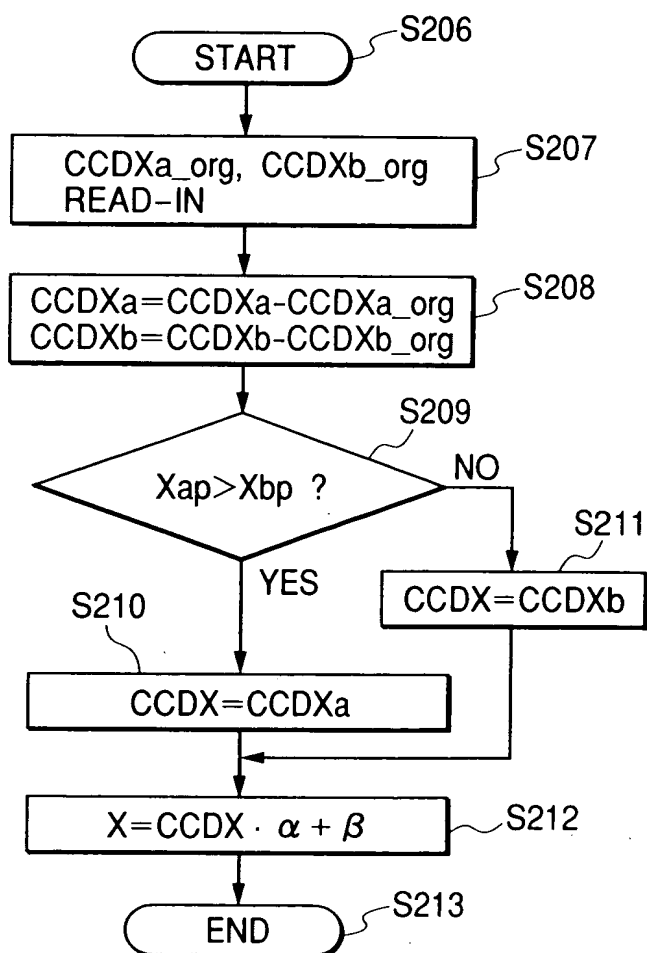 S206
START
S207
CCDXa_org, CCDXb_org
READ-IN
S208
CCDXa=CCDXa-CCDXa_org
CCDXb=CCDXb-CCDXb_org
S209
Xap>Xbp ?
NO
YES
S211
CCDX=CCDXb
S210
CCDX=CCDXa
X=CCDX · α + β
S212
END
S213